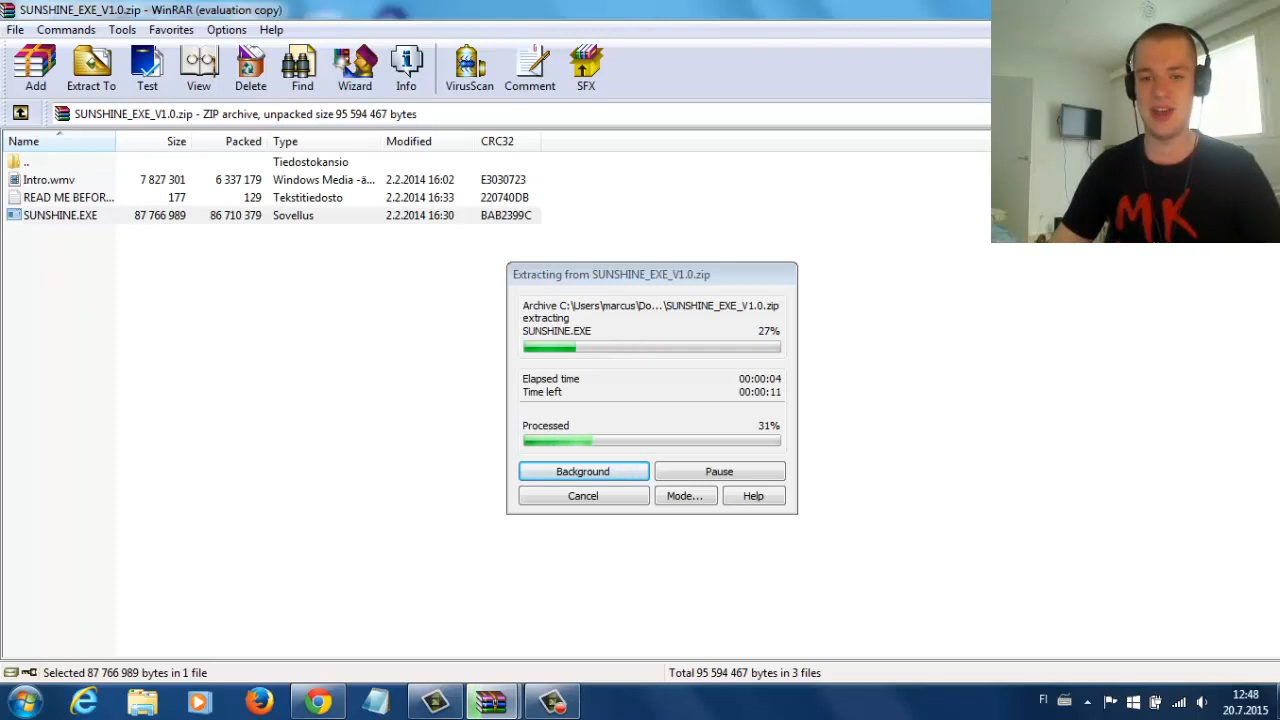 SUNSHINE_EXE_V1.0.zip - WinRAR (evaluation copy)
File Commands Tools Favorites Options Help
Add Extract To Test View Delete Find Wizard Info VirusScan Comment SFX
SUNSHINE_EXE_V1.0.zip - ZIP archive, unpacked size 95 594 467 bytes
Name Size Packed Type Modified CRC32
.. Tiedostokansio
Intro.wmv 7 827 301 6 337 179 Windows Media -ä... 2.2.2014 16:02 E3030723
READ ME BEFOR... 177 129 Tekstitiedosto 2.2.2014 16:33 220740DB
SUNSHINE.EXE 87 766 989 86 710 379 Sovellus 2.2.2014 16:30 BAB2399C
MK
Extracting from SUNSHINE_EXE_V1.0.zip
Archive C:\Users\marcus\Do...\SUNSHINE_EXE_V1.0.zip
extracting
SUNSHINE.EXE 27%
Elapsed time 00:00:04
Time left 00:00:11
Processed 31%
Background Pause
Cancel Mode... Help
Selected 87 766 989 bytes in 1 file Total 95 594 467 bytes in 3 files
FI 12:48
20.7.2015